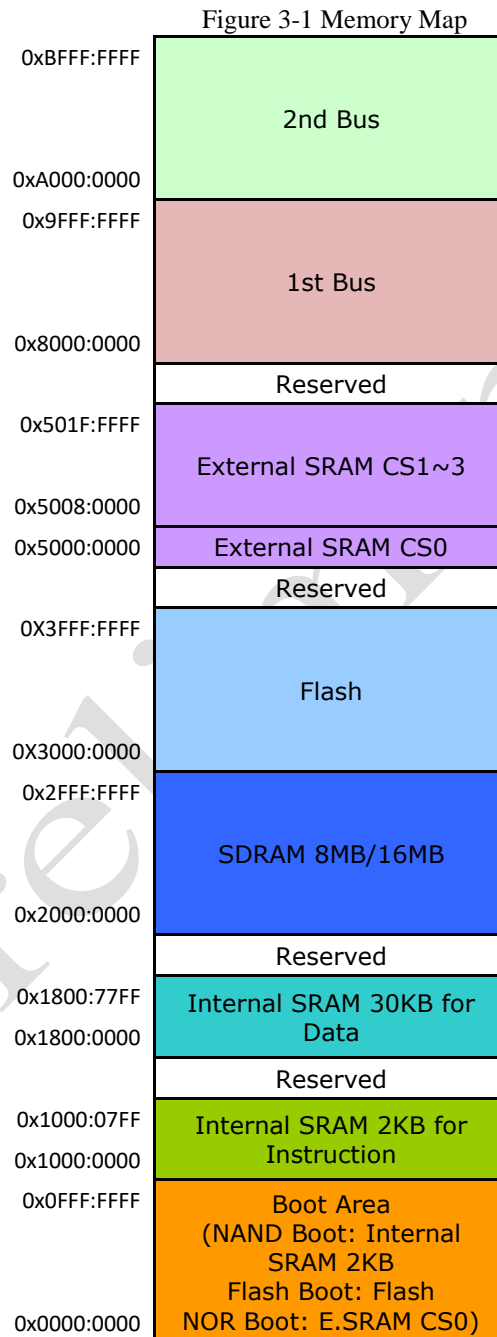 Figure 3-1 Memory Map
0xBFFF:FFFF
2nd Bus
0xA000:0000
0x9FFF:FFFF
1st Bus
0x8000:0000
Reserved
0x501F:FFFF
External SRAM CS1~3
0x5008:0000
0x5000:0000
External SRAM CS0
Reserved
0X3FFF:FFFF
Flash
0X3000:0000
0x2FFF:FFFF
SDRAM 8MB/16MB
0x2000:0000
Reserved
0x1800:77FF
Internal SRAM 30KB for
Data
0x1800:0000
Reserved
0x1000:07FF
Internal SRAM 2KB for
Instruction
0x1000:0000
0x0FFF:FFFF
Boot Area
(NAND Boot: Internal
SRAM 2KB
Flash Boot: Flash
NOR Boot: E.SRAM CS0)
0x0000:0000